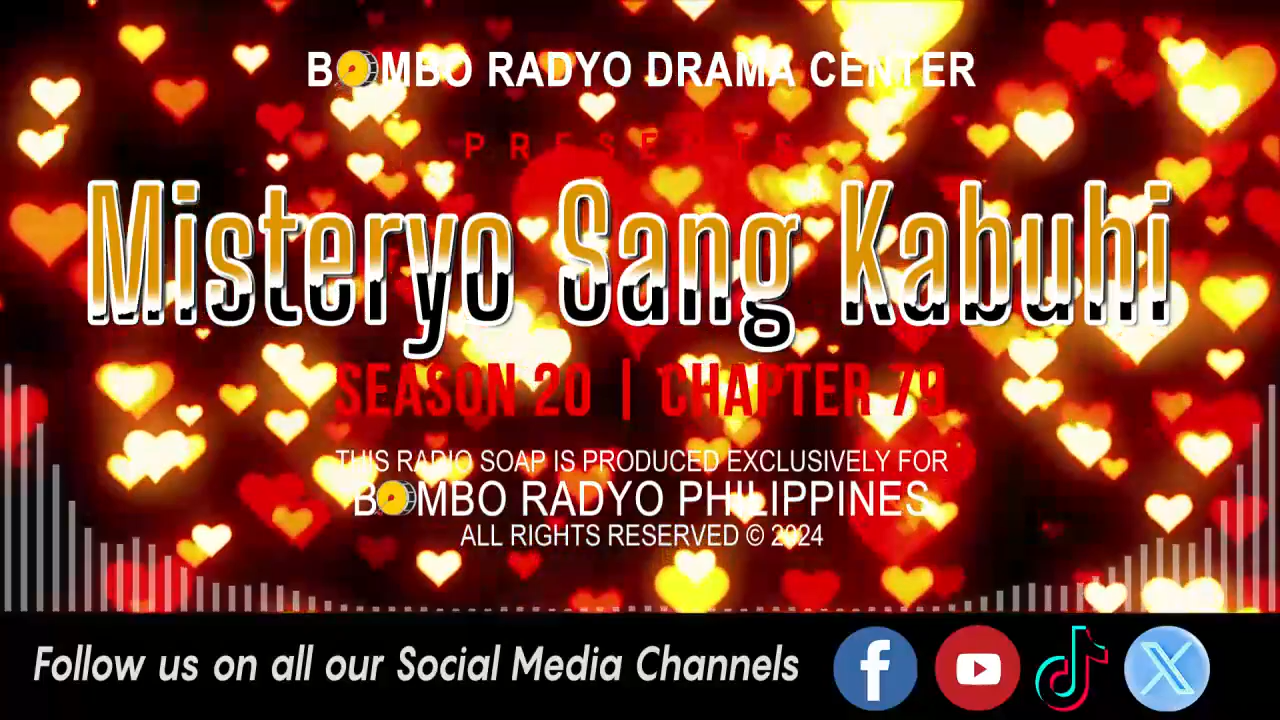 BOMBO RADYO DRAMA CENTER
PRESENTS
Misteryo Sang Kabuhi
SEASON 20 | CHAPTER 79
THIS RADIO SOAP IS PRODUCED EXCLUSIVELY FOR
BOMBO RADYO PHILIPPINES
ALL RIGHTS RESERVED © 2024
Follow us on all our Social Media Channels